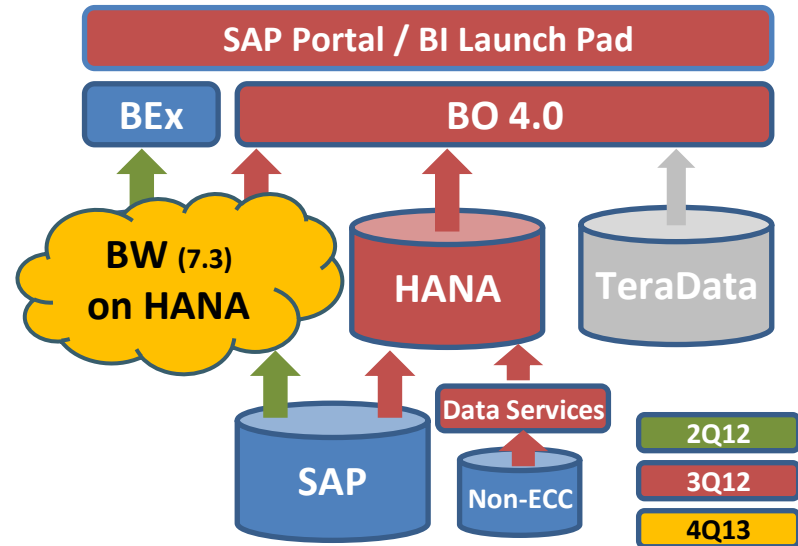 SAP Portal / BI Launch Pad
BEx
BO 4.0
BW (7.3)
on HANA
HANA
TeraData
Data Services
SAP
Non-ECC
2Q12
3Q12
4Q13